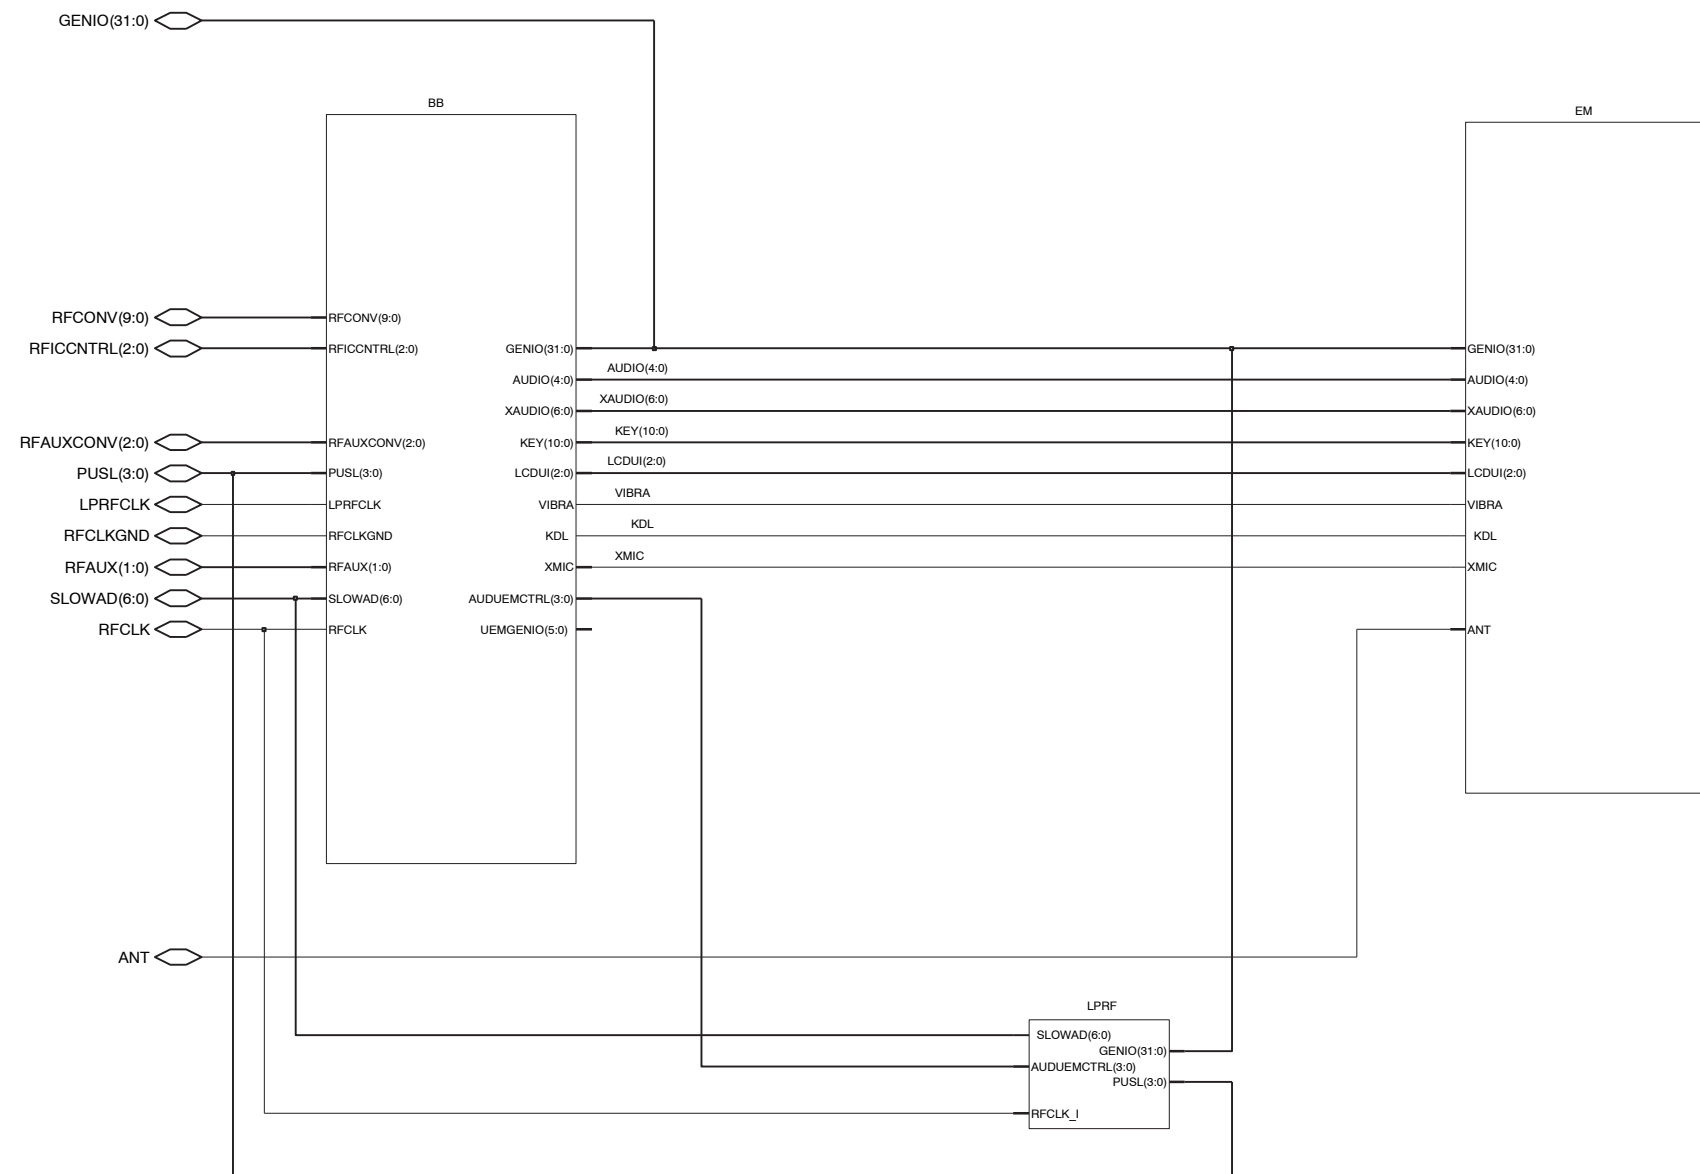 GENIO(31:0)
BB
EM
RFCONV(9:0)
RFCONV(9:0)
RFICCNTRL(2:0)
RFICCNTRL(2:0)
GENIO(31:0)
GENIO(31:0)
AUDIO(4:0)
AUDIO(4:0)
AUDIO(4:0)
XAUDIO(6:0)
XAUDIO(6:0)
XAUDIO(6:0)
KEY(10:0)
RFAUXCONV(2:0)
RFAUXCONV(2:0)
KEY(10:0)
KEY(10:0)
LCDUI(2:0)
PUSL(3:0)
PUSL(3:0)
LCDUI(2:0)
LCDUI(2:0)
VIBRA
LPRFCLK
LPRFCLK
VIBRA
VIBRA
KDL
RFCLKGND
RFCLKGND
KDL
KDL
XMIC
RFAUX(1:0)
RFAUX(1:0)
XMIC
XMIC
SLOWAD(6:0)
SLOWAD(6:0)
AUDUEMCTRL(3:0)
RFCLK
RFCLK
UEMGENIO(5:0)
ANT
ANT
LPRF
SLOWAD(6:0)
GENIO(31:0)
AUDUEMCTRL(3:0)
PUSL(3:0)
RFCLK_I